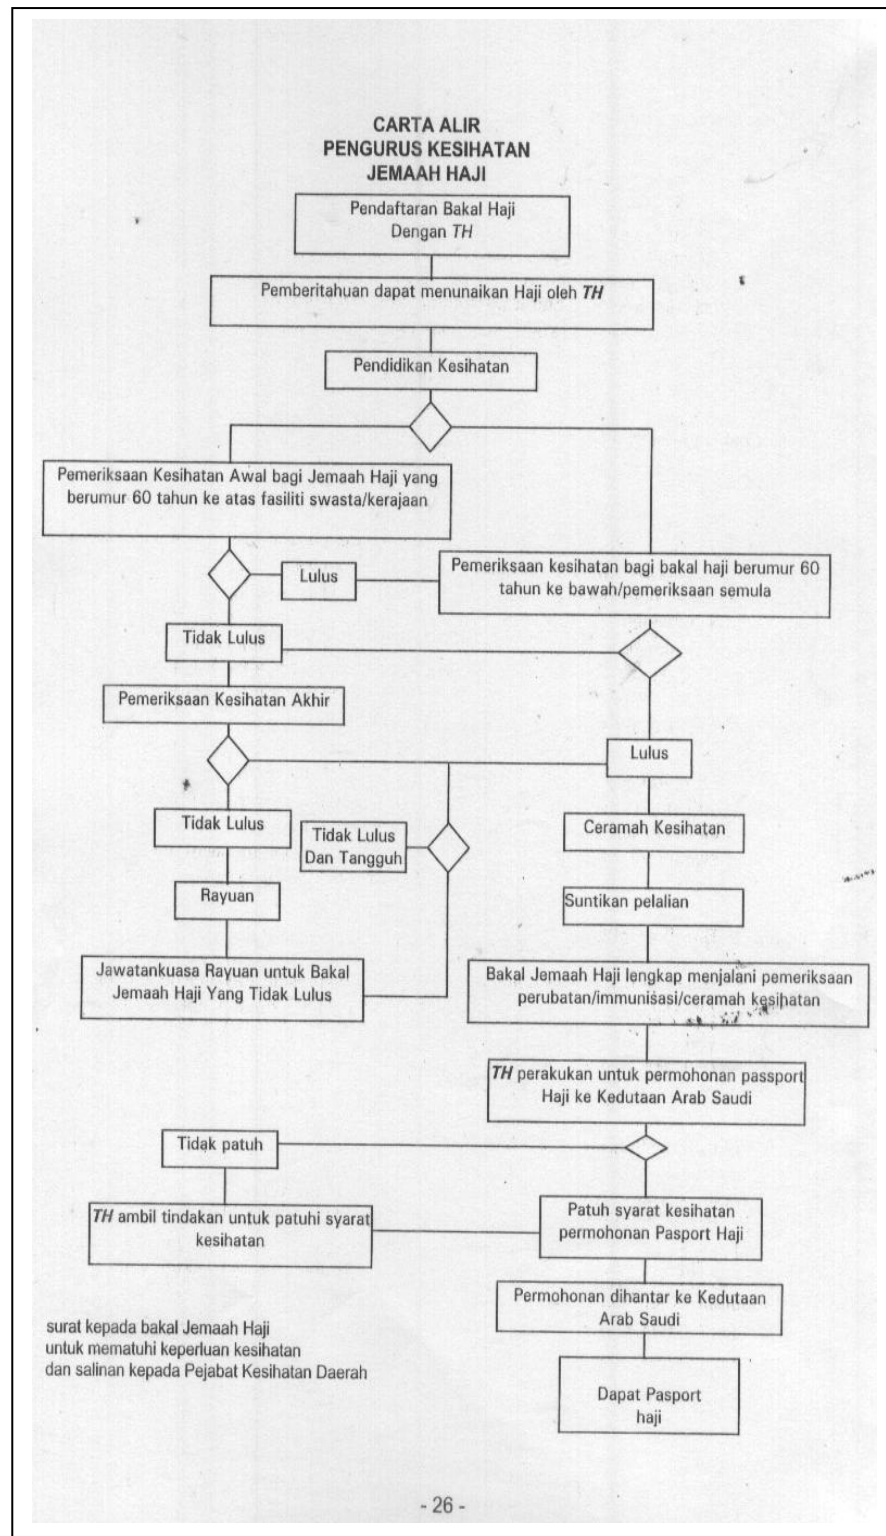 CARTA ALIR
PENGURUS KESIHATAN
JEMAAH HAJI
Pendaftaran Bakal Haji
Dengan TH
Pemberitahuan dapat menunaikan Haji oleh TH
Pendidikan Kesihatan
Pemeriksaan Kesihatan Awal bagi Jemaah Haji yang
berumur 60 tahun ke atas fasiliti swasta/kerajaan
Lulus
Pemeriksaan kesihatan bagi bakal haji berumur 60
tahun ke bawah/pemeriksaan semula
Tidak Lulus
Pemeriksaan Kesihatan Akhir
Lulus
Tidak Lulus
Tidak Lulus
Dan Tangguh
Ceramah Kesihatan
Rayuan
Suntikan pelalian
Jawatankuasa Rayuan untuk Bakal
Jemaah Haji Yang Tidak Lulus
Bakal Jemaah Haji lengkap menjalani pemeriksaan
perubatan/immunisasi/ceramah kesihatan
TH perakukan untuk permohonan passport
Haji ke Kedutaan Arab Saudi
Tidak patuh
TH ambil tindakan untuk patuhi syarat
kesihatan
Patuh syarat kesihatan
permohonan Pasport Haji
Permohonan dihantar ke Kedutaan
Arab Saudi
surat kepada bakal Jemaah Haji
untuk mematuhi keperluan kesihatan
dan salinan kepada Pejabat Kesihatan Daerah
Dapat Pasport
haji
- 26 -